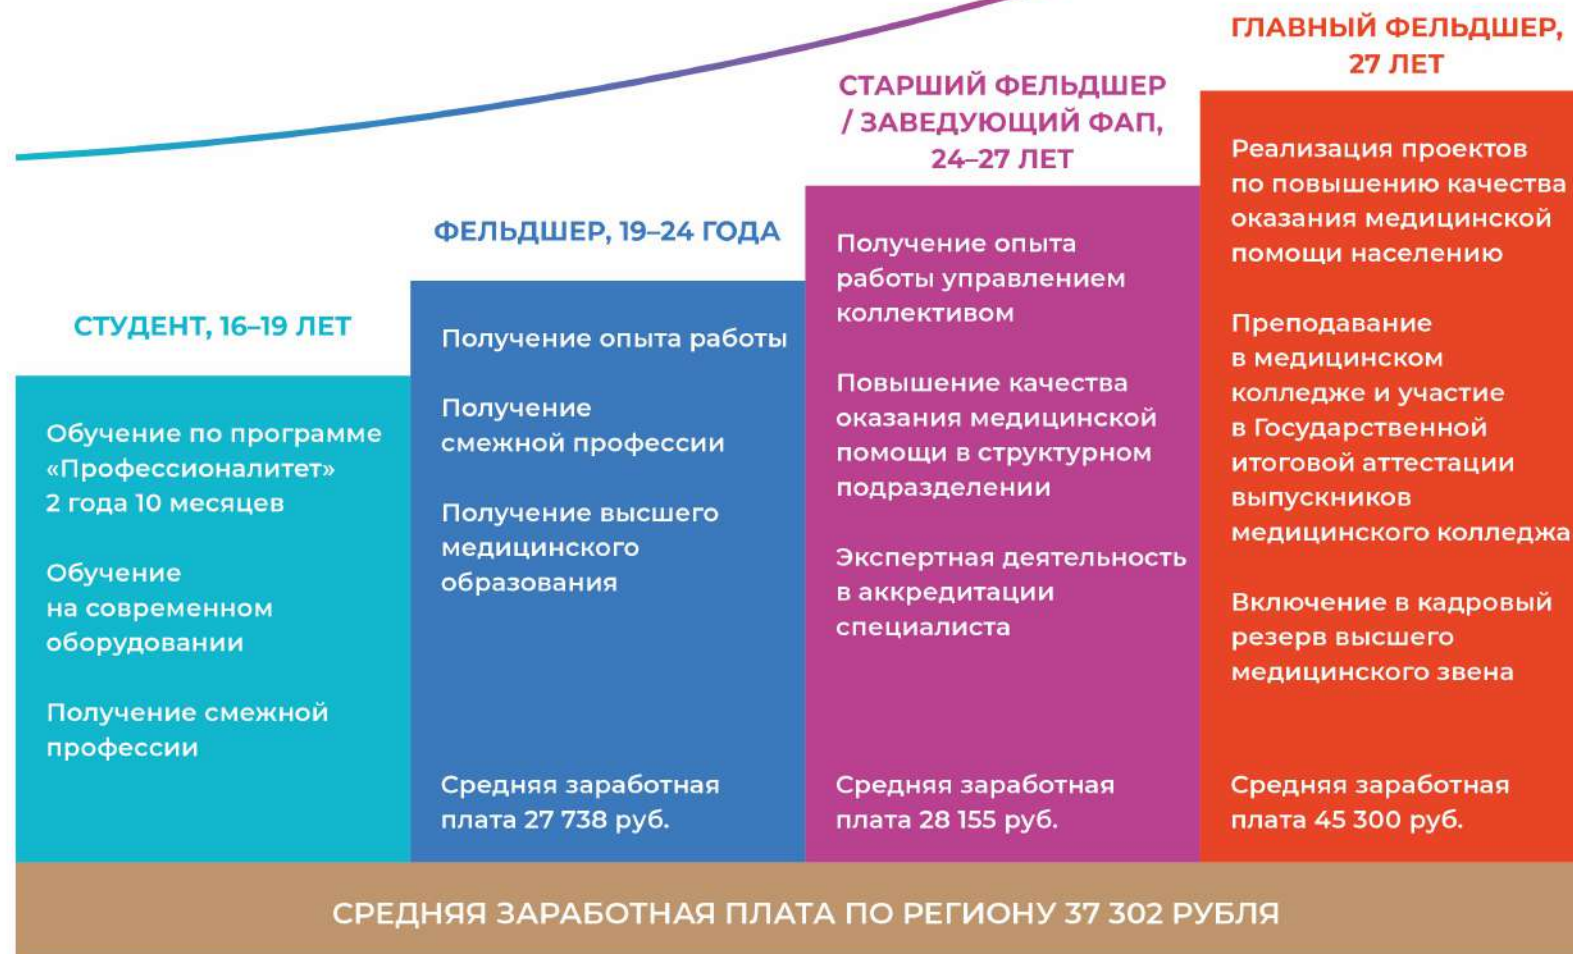 СТУДЕНТ, 16–19 ЛЕТ
Обучение по программе
«Профессионалитет»
2 года 10 месяцев
Обучение
на современном
оборудовании
Получение смежной
профессии
ФЕЛЬДШЕР, 19–24 ГОДА
Получение опыта работы
Получение
смежной профессии
Получение высшего
медицинского
образования
Средняя заработная
плата 27 738 руб.
СТАРШИЙ ФЕЛЬДШЕР
/ ЗАВЕДУЮЩИЙ ФАП,
24–27 ЛЕТ
Получение опыта
работы управлением
коллективом
Повышение качества
оказания медицинской
помощи в структурном
подразделении
Экспертная деятельность
в аккредитации
специалиста
Средняя заработная
плата 28 155 руб.
ГЛАВНЫЙ ФЕЛЬДШЕР,
27 ЛЕТ
Реализация проектов
по повышению качества
оказания медицинской
помощи населению
Преподавание
в медицинском
колледже и участие
в Государственной
итоговой аттестации
выпускников
медицинского колледжа
Включение в кадровый
резерв высшего
медицинского звена
Средняя заработная
плата 45 300 руб.
СРЕДНЯЯ ЗАРАБОТНАЯ ПЛАТА ПО РЕГИОНУ 37 302 РУБЛЯ